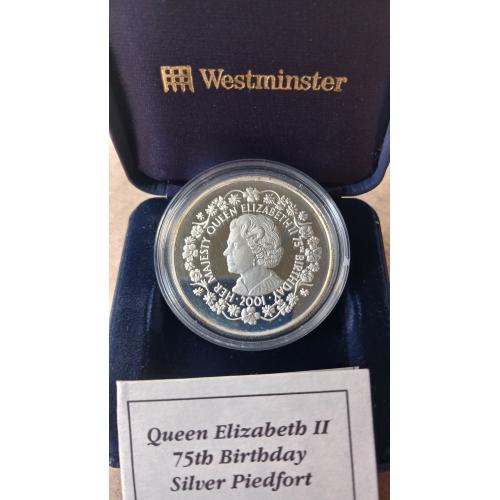 Westminster
HER MAJESTY QUEEN ELIZABETH II 75TH BIRTHDAY
· 2001 ·
Queen Elizabeth II
75th Birthday
Silver Piedfort